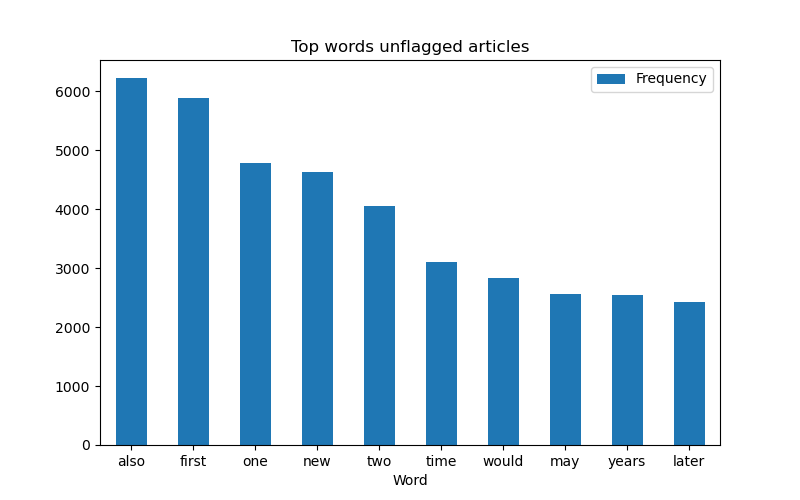 Top words unflagged articles
Frequency
6000
5000
4000
3000
2000
1000
0
also first one new two time would may years later
Word